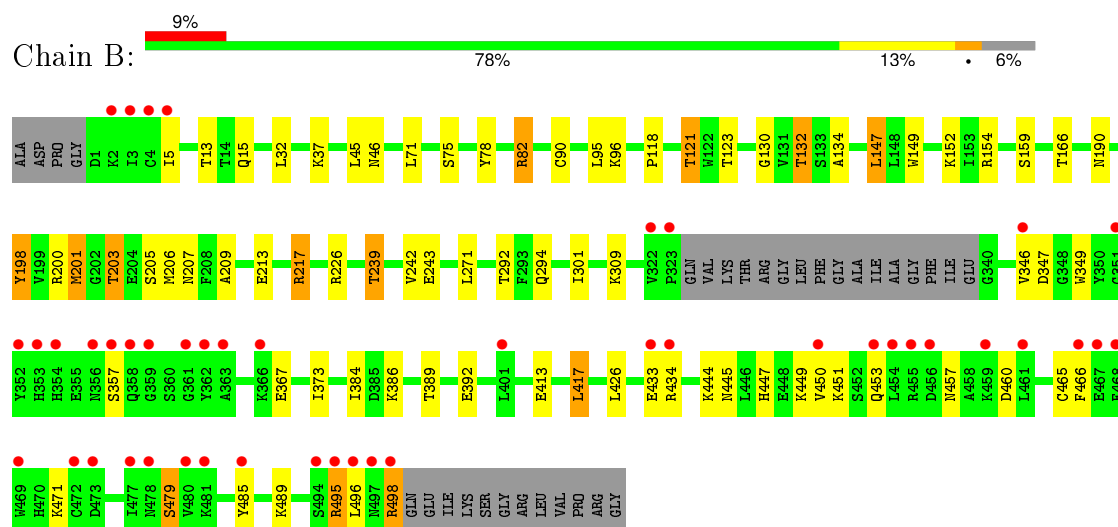 9%
Chain B:
78% 13% • 6%
ALA ASP PRO GLY D1 K2 I3 C4 I5 T13 T14 Q15 L32 K37 L45 N46 L71 S75 Y78 R82 C90 L95 K96 P118 T121 W122 T123 G130 V131 T132 S133 A134 L147 L148 W149 K152 I153 R154 S159 T166 N190
Y198 V199 R200 M201 G202 T203 E204 S205 M206 N207 F208 A209 E213 R217 R226 T239 V242 E243 L271 T292 F293 Q294 I301 K309 V322 P323 GLN VAL LYS THR ARG GLY LEU PHE GLY ALA ILE ALA GLY PHE ILE GLU G340 V346 D347 G348 W349 Y350 G351
Y352 H353 H354 E355 N356 S357 Q358 G359 S360 G361 Y362 A363 K366 E367 I373 I384 D385 K386 T389 E392 L401 E413 L417 L426 E433 R434 K444 N445 L446 H447 E448 K449 V450 K451 S452 Q453 L454 R455 D456 N457 A458 K459 D460 L461 C465 F466 E467 F468
W469 H470 K471 C472 D473 I477 N478 S479 V480 K481 Y485 K489 S494 R495 L496 N497 R498 GLN GLU ILE LYS SER GLY ARG LEU VAL PRO ARG GLY